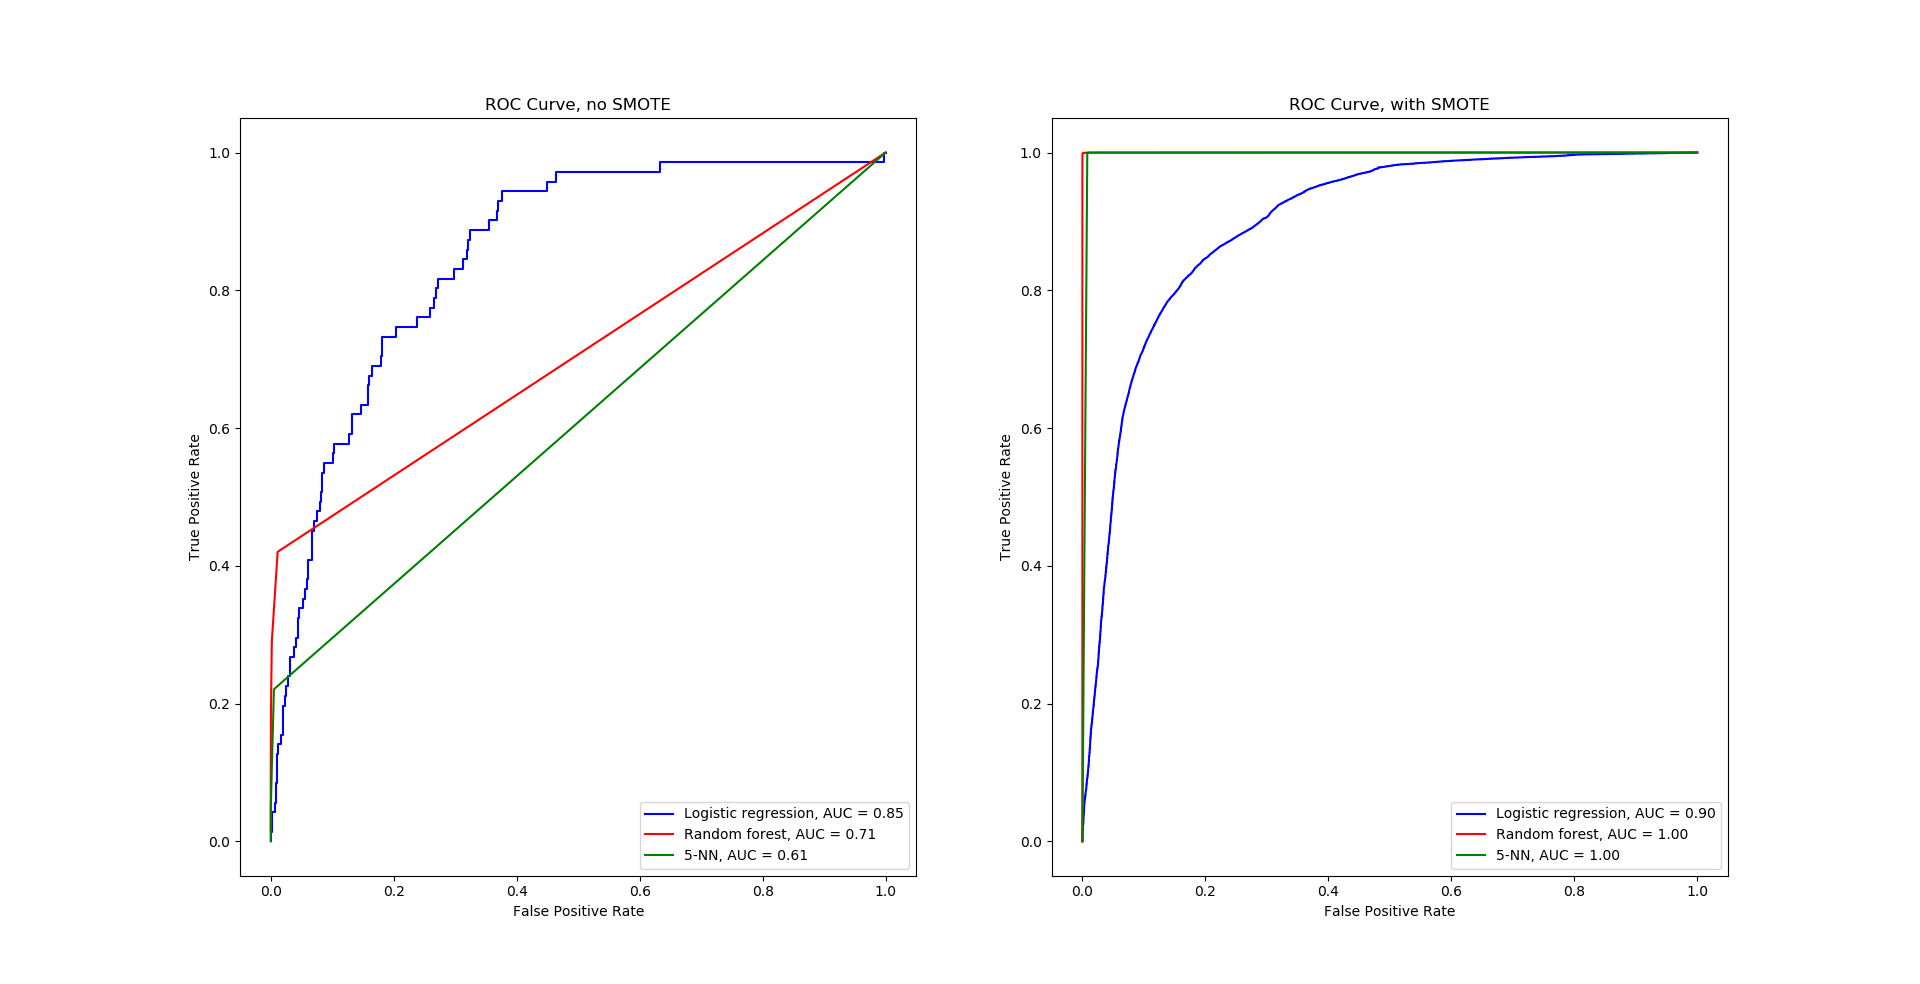 ROC Curve, no SMOTE
True Positive Rate
1.0
0.8
0.6
0.4
0.2
0.0
Logistic regression, AUC = 0.85
Random forest, AUC = 0.71
5-NN, AUC = 0.61
0.0 0.2 0.4 0.6 0.8 1.0
False Positive Rate
ROC Curve, with SMOTE
True Positive Rate
1.0
0.8
0.6
0.4
0.2
0.0
Logistic regression, AUC = 0.90
Random forest, AUC = 1.00
5-NN, AUC = 1.00
0.0 0.2 0.4 0.6 0.8 1.0
False Positive Rate